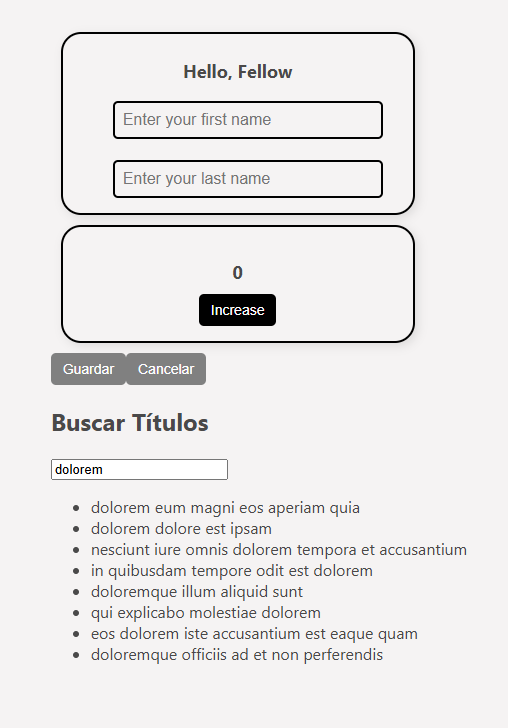 Hello, Fellow
Enter your first name
Enter your last name
0
Increase
Guardar Cancelar
Buscar Títulos
dolorem
dolorem eum magni eos aperiam quia
dolorem dolore est ipsam
nesciunt iure omnis dolorem tempora et accusantium
in quibusdam tempore odit est dolorem
doloremque illum aliquid sunt
qui explicabo molestiae dolorem
eos dolorem iste accusantium est eaque quam
doloremque officiis ad et non perferendis